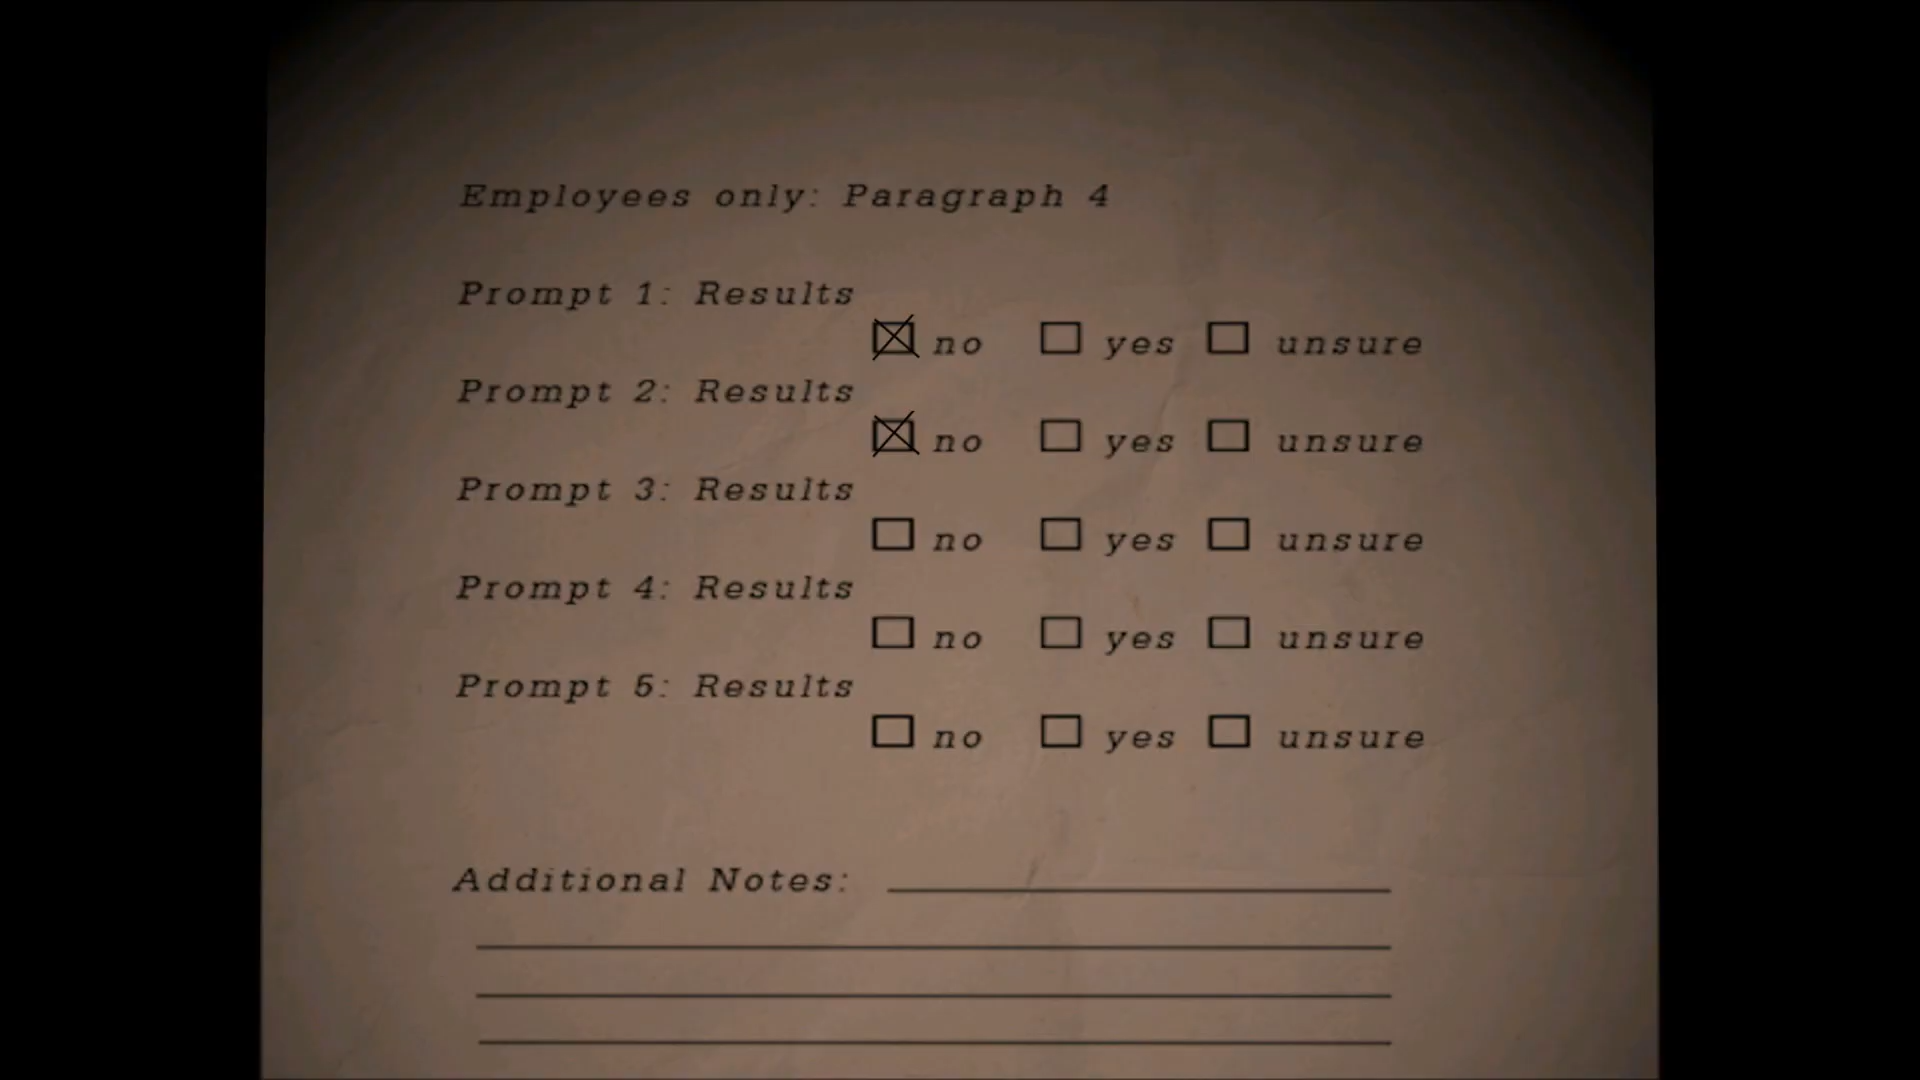 Employees only: Paragraph 4
Prompt 1: Results
no yes unsure
Prompt 2: Results
no yes unsure
Prompt 3: Results
no yes unsure
Prompt 4: Results
no yes unsure
Prompt 5: Results
no yes unsure
Additional Notes: